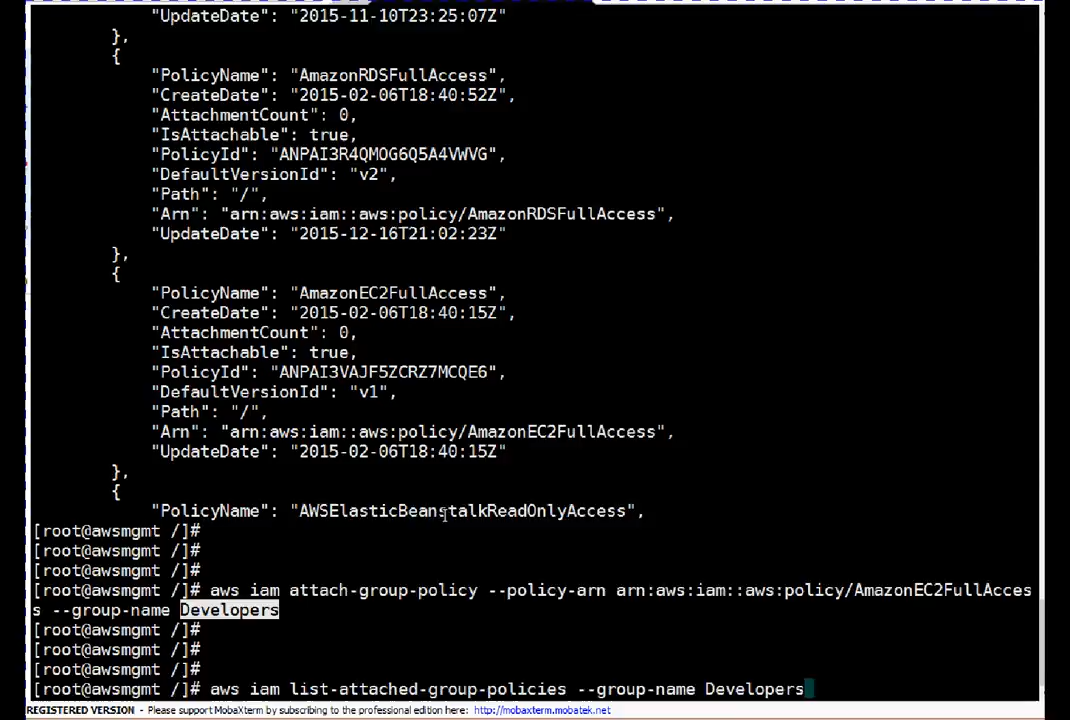 "UpdateDate": "2015-11-10T23:25:07Z"
},
{
"PolicyName": "AmazonRDSFullAccess",
"CreateDate": "2015-02-06T18:40:52Z",
"AttachmentCount": 0,
"IsAttachable": true,
"PolicyId": "ANPAI3R4QMOG6Q5A4VWVG",
"DefaultVersionId": "v2",
"Path": "/",
"Arn": "arn:aws:iam::aws:policy/AmazonRDSFullAccess",
"UpdateDate": "2015-12-16T21:02:23Z"
},
{
"PolicyName": "AmazonEC2FullAccess",
"CreateDate": "2015-02-06T18:40:15Z",
"AttachmentCount": 0,
"IsAttachable": true,
"PolicyId": "ANPAI3VAJF5ZCRZ7MCQE6",
"DefaultVersionId": "v1",
"Path": "/",
"Arn": "arn:aws:iam::aws:policy/AmazonEC2FullAccess",
"UpdateDate": "2015-02-06T18:40:15Z"
},
{
"PolicyName": "AWSElasticBeanstalkReadOnlyAccess",
[root@awsmgmt /]#
[root@awsmgmt /]#
[root@awsmgmt /]#
[root@awsmgmt /]# aws iam attach-group-policy --policy-arn arn:aws:iam::aws:policy/AmazonEC2FullAcces
s --group-name Developers
[root@awsmgmt /]#
[root@awsmgmt /]#
[root@awsmgmt /]#
[root@awsmgmt /]# aws iam list-attached-group-policies --group-name Developers
REGISTERED VERSION - Please support MobaXterm by subscribing to the professional edition here: http://mobaxterm.mobatek.net